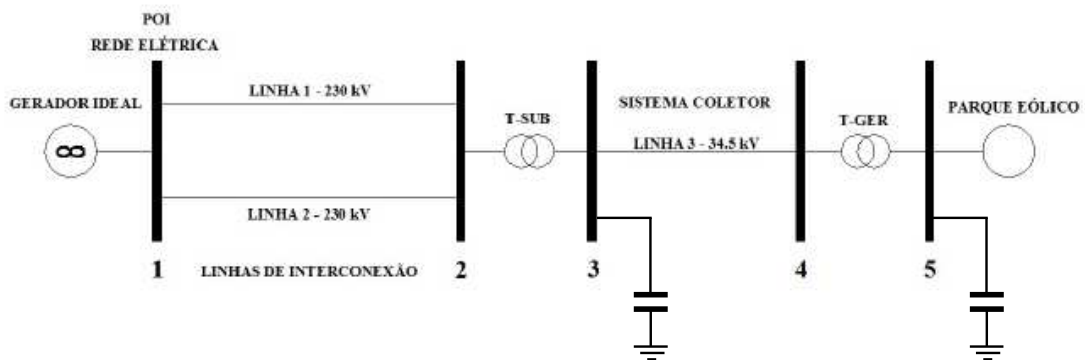 POI
REDE ELÉTRICA
GERADOR IDEAL
∞
LINHA 1 - 230 kV
LINHA 2 - 230 kV
LINHAS DE INTERCONEXÃO
T-SUB
SISTEMA COLETOR
LINHA 3 - 34.5 kV
T-GER
PARQUE EÓLICO
1
2
3
4
5